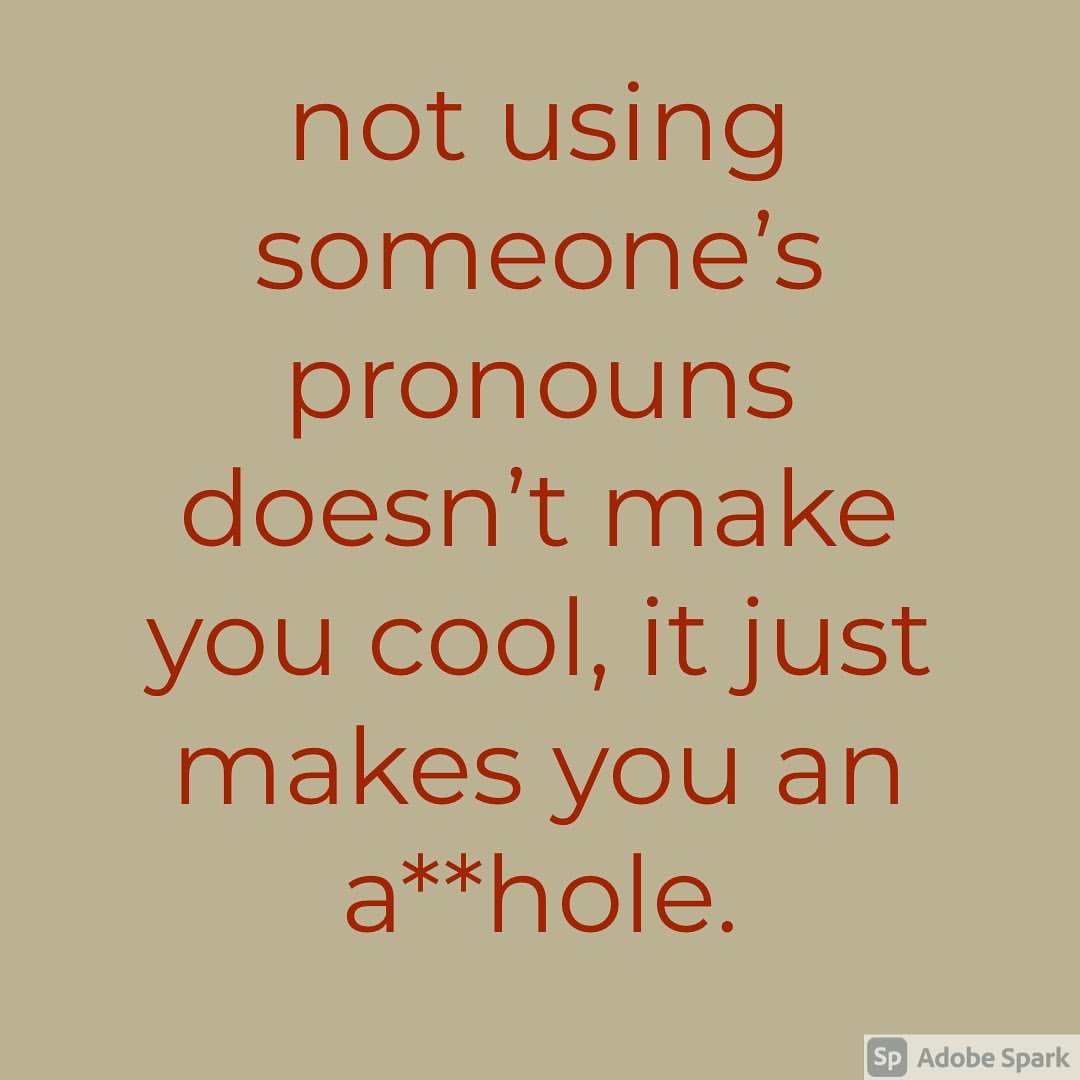 not using
someone’s
pronouns
doesn’t make
you cool, it just
makes you an
a**hole.
Sp Adobe Spark